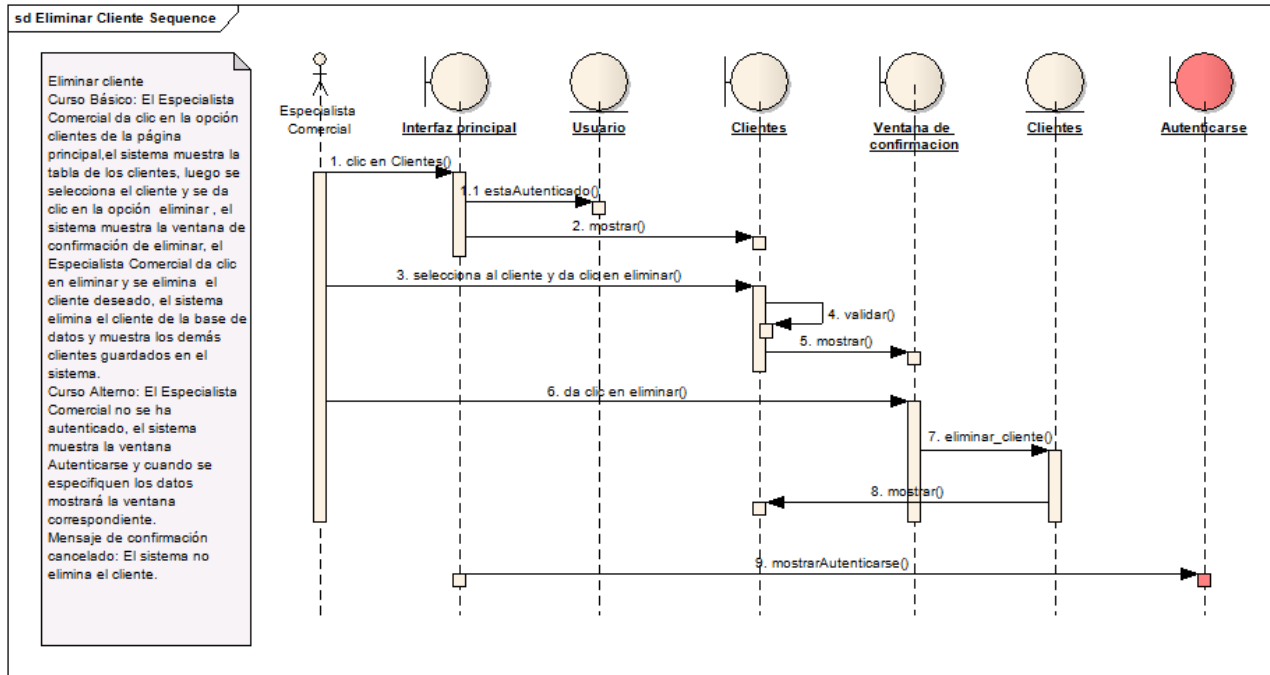 sd Eliminar Cliente Sequence
Eliminar cliente
Curso Básico: El Especialista
Comercial da clic en la opción
clientes de la página
principal,el sistema muestra la
tabla de los clientes, luego se
selecciona el cliente y se da
clic en la opción eliminar , el
sistema muestra la ventana de
confirmación de eliminar, el
Especialista Comercial da clic
en eliminar y se elimina el
cliente deseado, el sistema
elimina el cliente de la base de
datos y muestra los demás
clientes guardados en el
sistema.
Curso Alterno: El Especialista
Comercial no se ha
autenticado, el sistema
muestra la ventana
Autenticarse y cuando se
especifiquen los datos
mostrará la ventana
correspondiente.
Mensaje de confirmación
cancelado: El sistema no
elimina el cliente.
Especialista
Comercial
Interfaz principal
Usuario
Clientes
Ventana de
confirmacion
Clientes
Autenticarse
1. clic en Clientes()
1.1 estaAutenticado()
2. mostrar()
3. selecciona al cliente y da clic en eliminar()
4. validar()
5. mostrar()
6. da clic en eliminar()
7. eliminar_cliente()
8. mostrar()
9. mostrarAutenticarse()